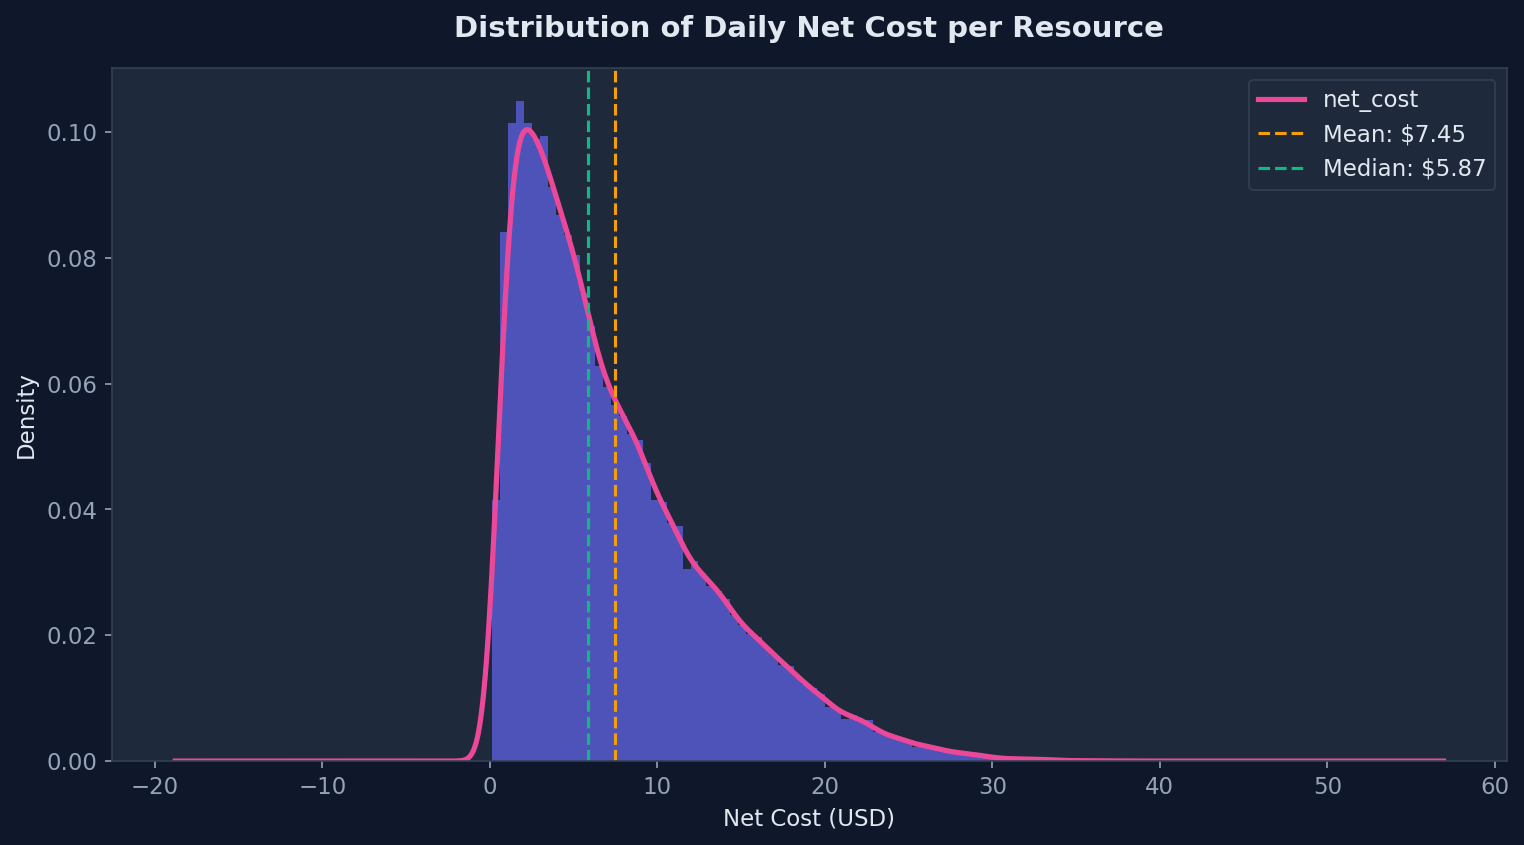 Distribution of Daily Net Cost per Resource
net_cost
Mean: $7.45
Median: $5.87
0.10
0.08
0.06
0.04
0.02
0.00
Density
−20
−10
0
10
20
30
40
50
60
Net Cost (USD)